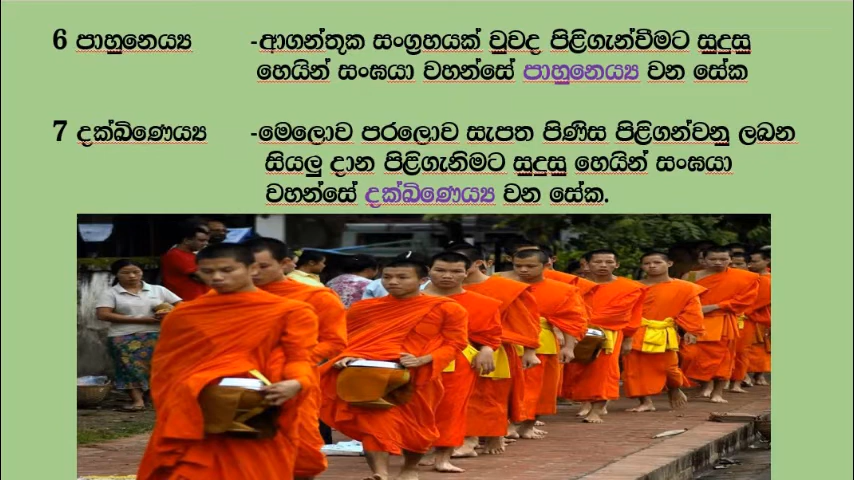 6 පාහුනෙය්‍ය -ආගන්තුක සංග්‍රහයක් වුවද පිළිගැන්වීමට සුදුසු
හෙයින් සංඝයා වහන්සේ පාහුනෙය්‍ය වන සේක
7 දක්ඛිණෙය්‍ය -මෙලොව පරලොව සැපත පිණිස පිළිගන්වනු ලබන
සියලු දාන පිළිගැනිමට සුදුසු හෙයින් සංඝයා
වහන්සේ දක්ඛිණෙය්‍ය වන සේක.